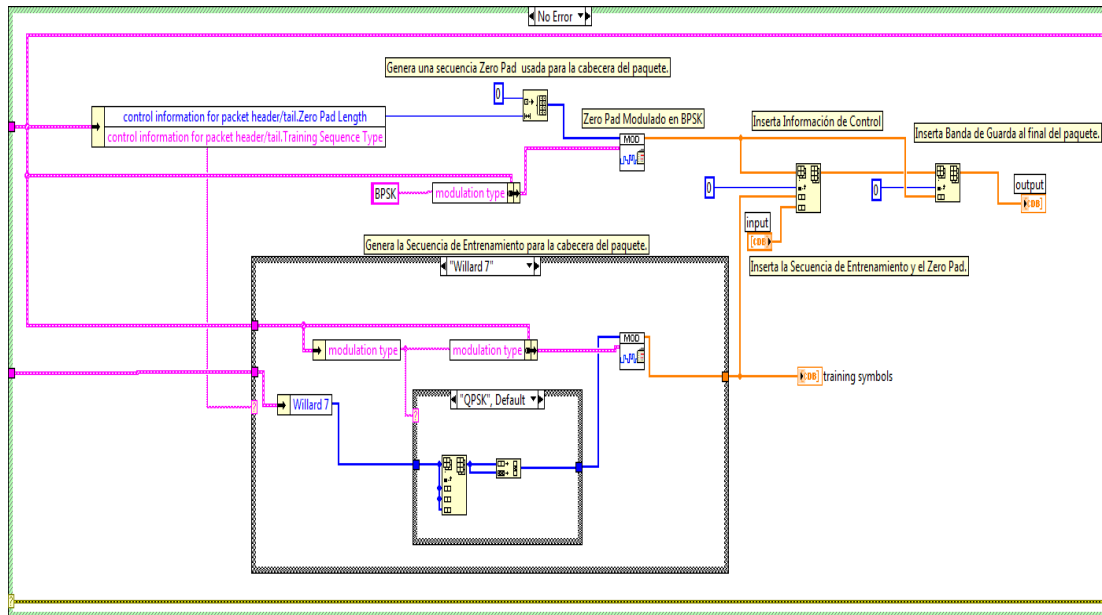 No Error
Genera una secuencia Zero Pad usada para la cabecera del paquete.
0
control information for packet header/tail.Zero Pad Length
control information for packet header/tail.Training Sequence Type
Zero Pad Modulado en BPSK
MOD
Inserta Información de Control
Inserta Banda de Guarda al final del paquete.
BPSK
modulation type
0
0
output
input
Genera la Secuencia de Entrenamiento para la cabecera del paquete.
Inserta la Secuencia de Entrenamiento y el Zero Pad.
"Willard 7"
MOD
modulation type
modulation type
training symbols
Willard 7
"QPSK", Default